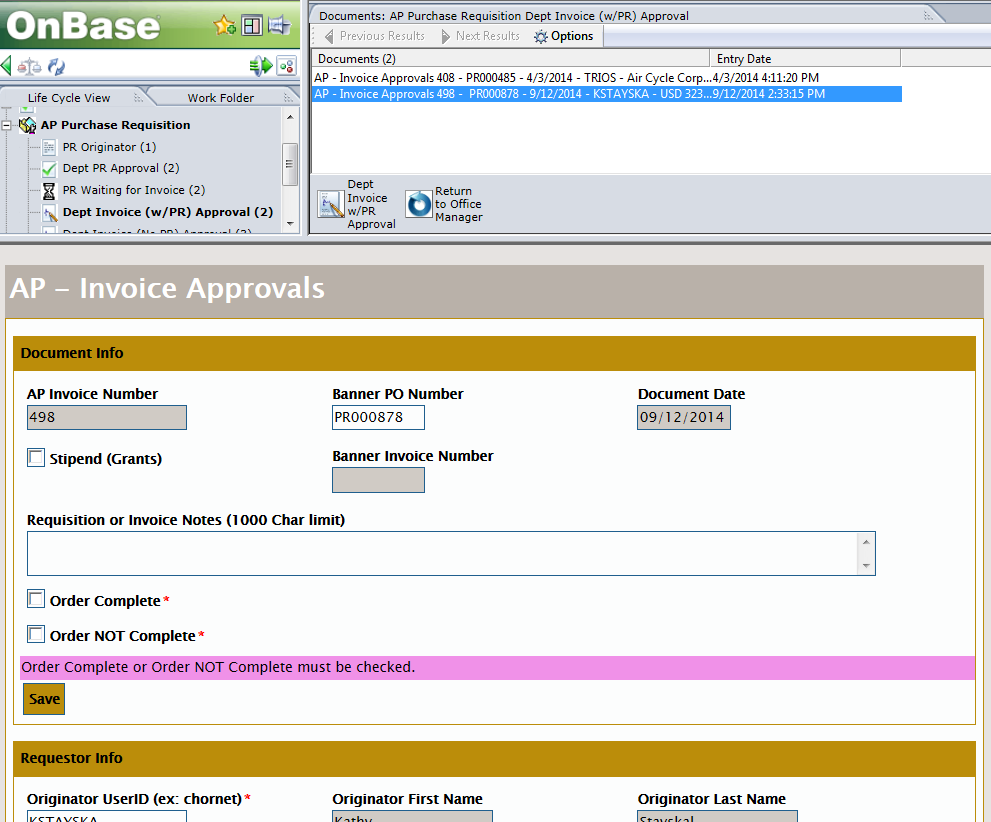 OnBase
Documents: AP Purchase Requisition Dept Invoice (w/PR) Approval
Previous Results Next Results Options
Documents (2) Entry Date
AP - Invoice Approvals 408 - PR000485 - 4/3/2014 - TRIOS - Air Cycle Corp...4/3/2014 4:11:20 PM
AP - Invoice Approvals 498 - PR000878 - 9/12/2014 - KSTAYSKA - USD 323...9/12/2014 2:33:15 PM
Life Cycle View Work Folder
AP Purchase Requisition
PR Originator (1)
Dept PR Approval (2)
PR Waiting for Invoice (2)
Dept Invoice (w/PR) Approval (2)
Dept Invoice (No PR) Approval (2)
Dept
Invoice
w/PR
Approval
Return
to Office
Manager
AP – Invoice Approvals
Document Info
AP Invoice Number Banner PO Number Document Date
498 PR000878 09/12/2014
Stipend (Grants) Banner Invoice Number
Requisition or Invoice Notes (1000 Char limit)
Order Complete*
Order NOT Complete*
Order Complete or Order NOT Complete must be checked.
Save
Requestor Info
Originator UserID (ex: chornet)* Originator First Name Originator Last Name
KSTAYSKA Kathy Stayskal